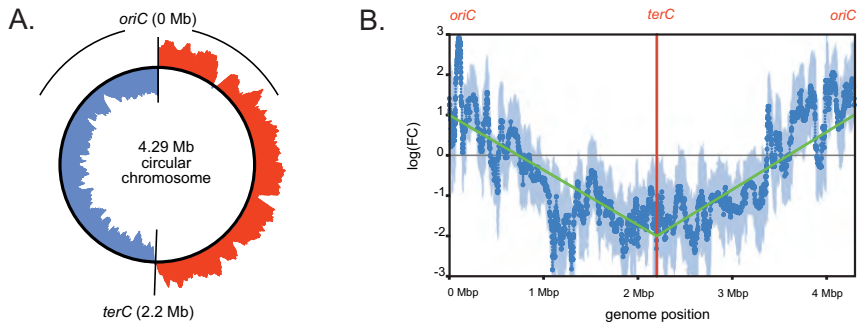 A.
oriC (0 Mb)
4.29 Mb
circular
chromosome
terC (2.2 Mb)
B.
oriC terC oriC
3
2
1
0
-1
-2
-3
log(FC)
0 Mbp 1 Mbp 2 Mbp 3 Mbp 4 Mbp
genome position